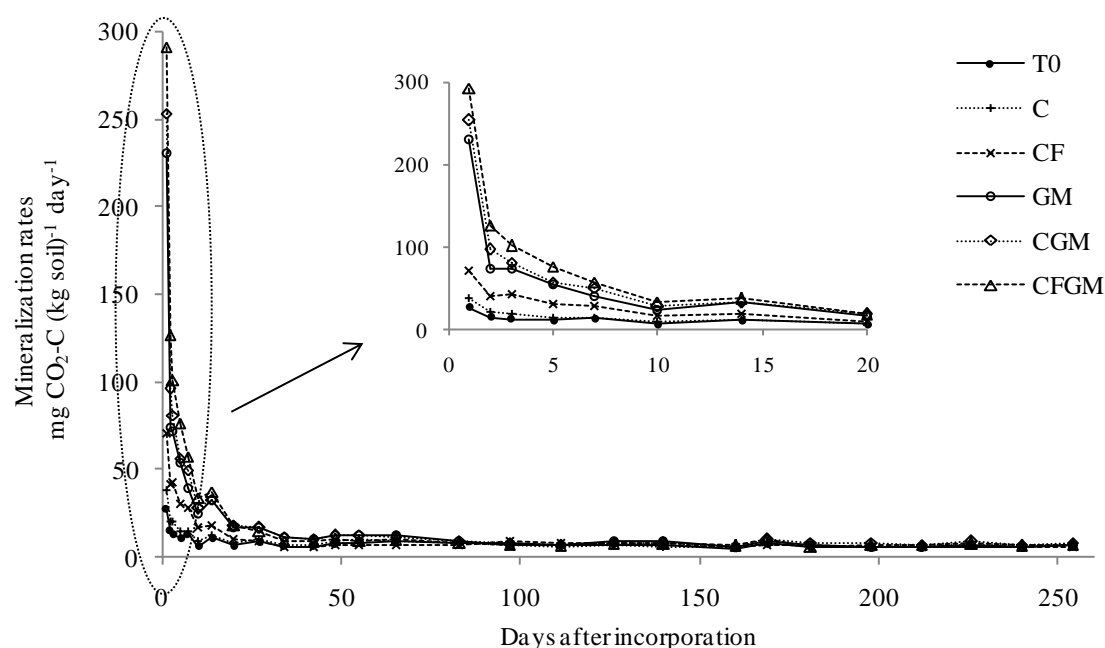 300
250
200
150
100
50
0
Mineralization rates
mg CO₂-C (kg soil)⁻¹ day⁻¹
0
50
100
150
200
250
Days after incorporation
300
200
100
0
0
5
10
15
20
T0
C
CF
GM
CGM
CFGM